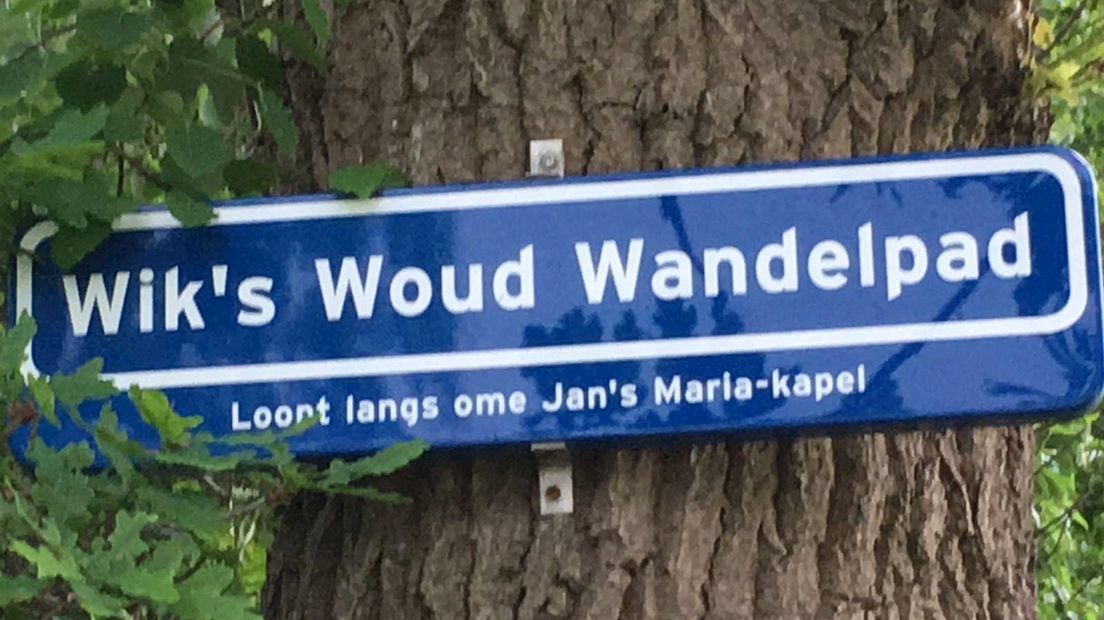 Wik's Woud Wandelpad
Loopt langs ome Jan's Maria-kapel